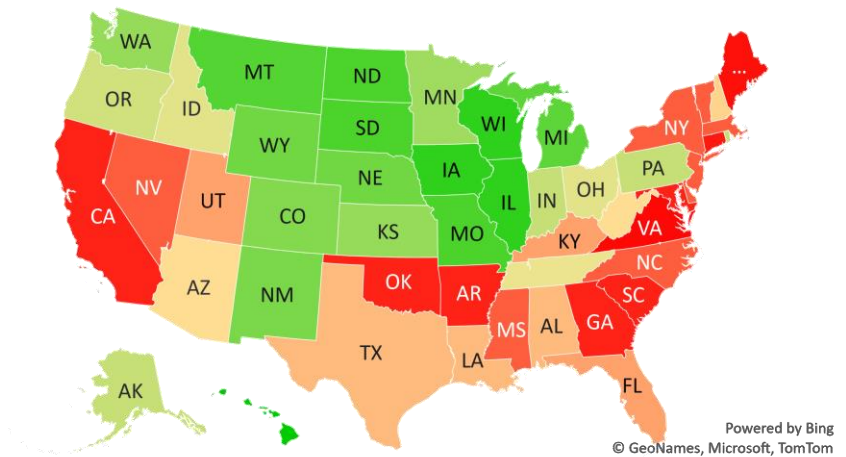 WA
MT
ND
MN
OR
ID
WI
MI
SD
NY
WY
IA
NE
PA
IL
IN
OH
NV
UT
CO
KS
MO
CA
KY
VA
NC
AZ
NM
OK
AR
SC
MS
AL
GA
TX
LA
FL
AK
...
Powered by Bing
© GeoNames, Microsoft, TomTom